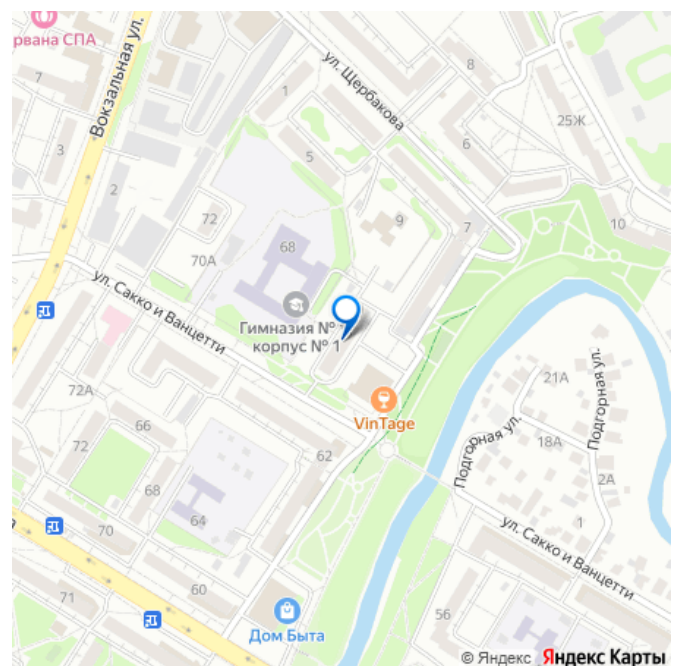 рвана СПА
7
Вокзальная ул.
3
2
1
5
ул. Щербакова
8
6
25Ж
10
9
7
72
70А
68
ул. Сакко и Ванцетти
Гимназия №
корпус № 1
VinTage
72А
72
66
68
70
62
64
60
71
Дом Быта
21А
18А
2А
1
Подгорная ул.
Подгорная ул.
ул. Сакко и Ванцетти
56
© Яндекс Яндекс Карты